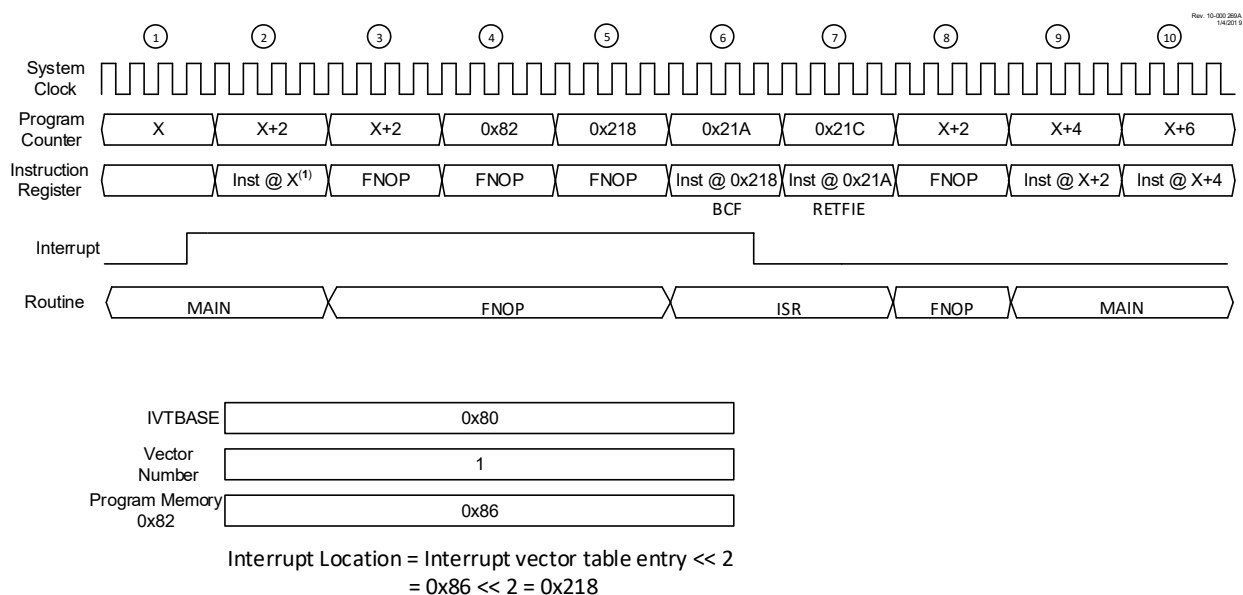 Rev. 10-000 269A
1/4/201 9
1 2 3 4 5 6 7 8 9 10
System
Clock
Program
Counter
X X+2 X+2 0x82 0x218 0x21A 0x21C X+2 X+4 X+6
Instruction
Register
Inst @ X(1) FNOP FNOP FNOP Inst @ 0x218 Inst @ 0x21A FNOP Inst @ X+2 Inst @ X+4
BCF RETFIE
Interrupt
Routine MAIN FNOP ISR FNOP MAIN
IVTBASE 0x80
Vector
Number
1
Program Memory
0x82
0x86
Interrupt Location = Interrupt vector table entry << 2
= 0x86 << 2 = 0x218